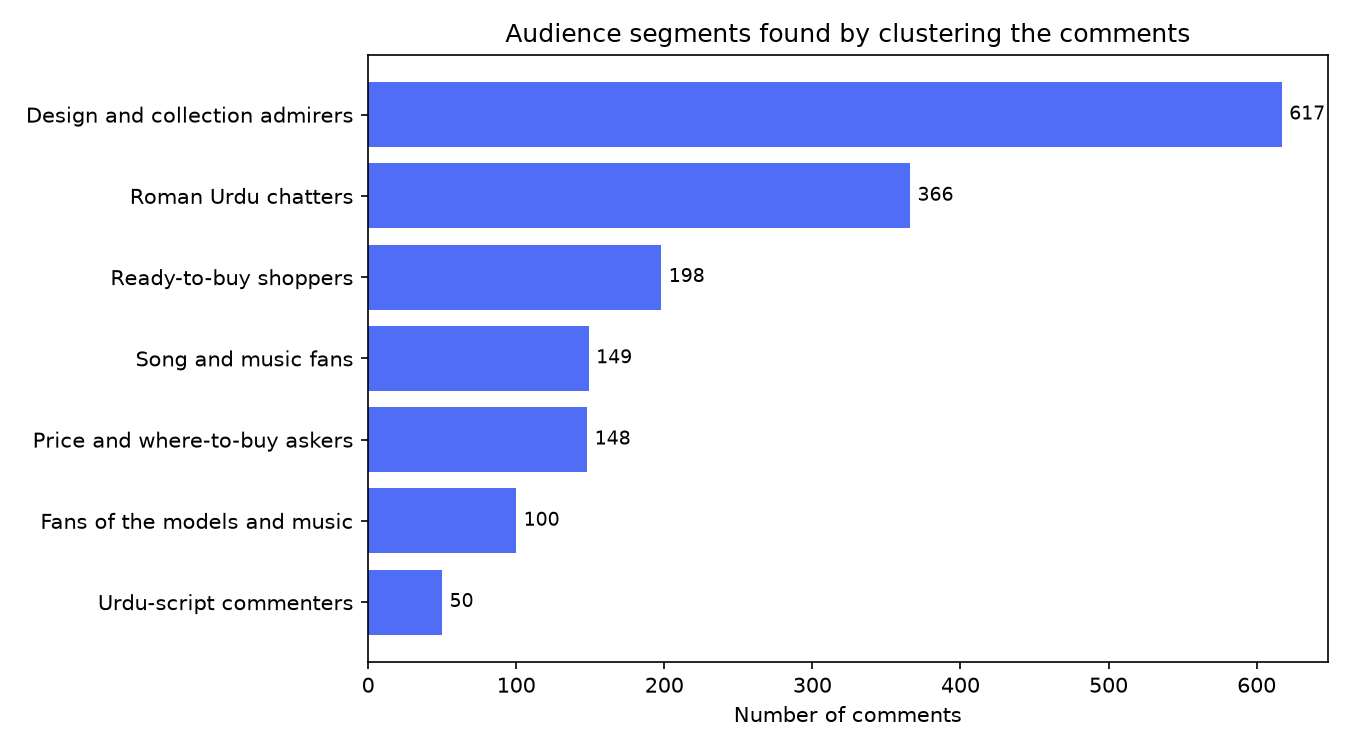 Audience segments found by clustering the comments
Design and collection admirers
617
Roman Urdu chatters
366
Ready-to-buy shoppers
198
Song and music fans
149
Price and where-to-buy askers
148
Fans of the models and music
100
Urdu-script commenters
50
0 100 200 300 400 500 600
Number of comments